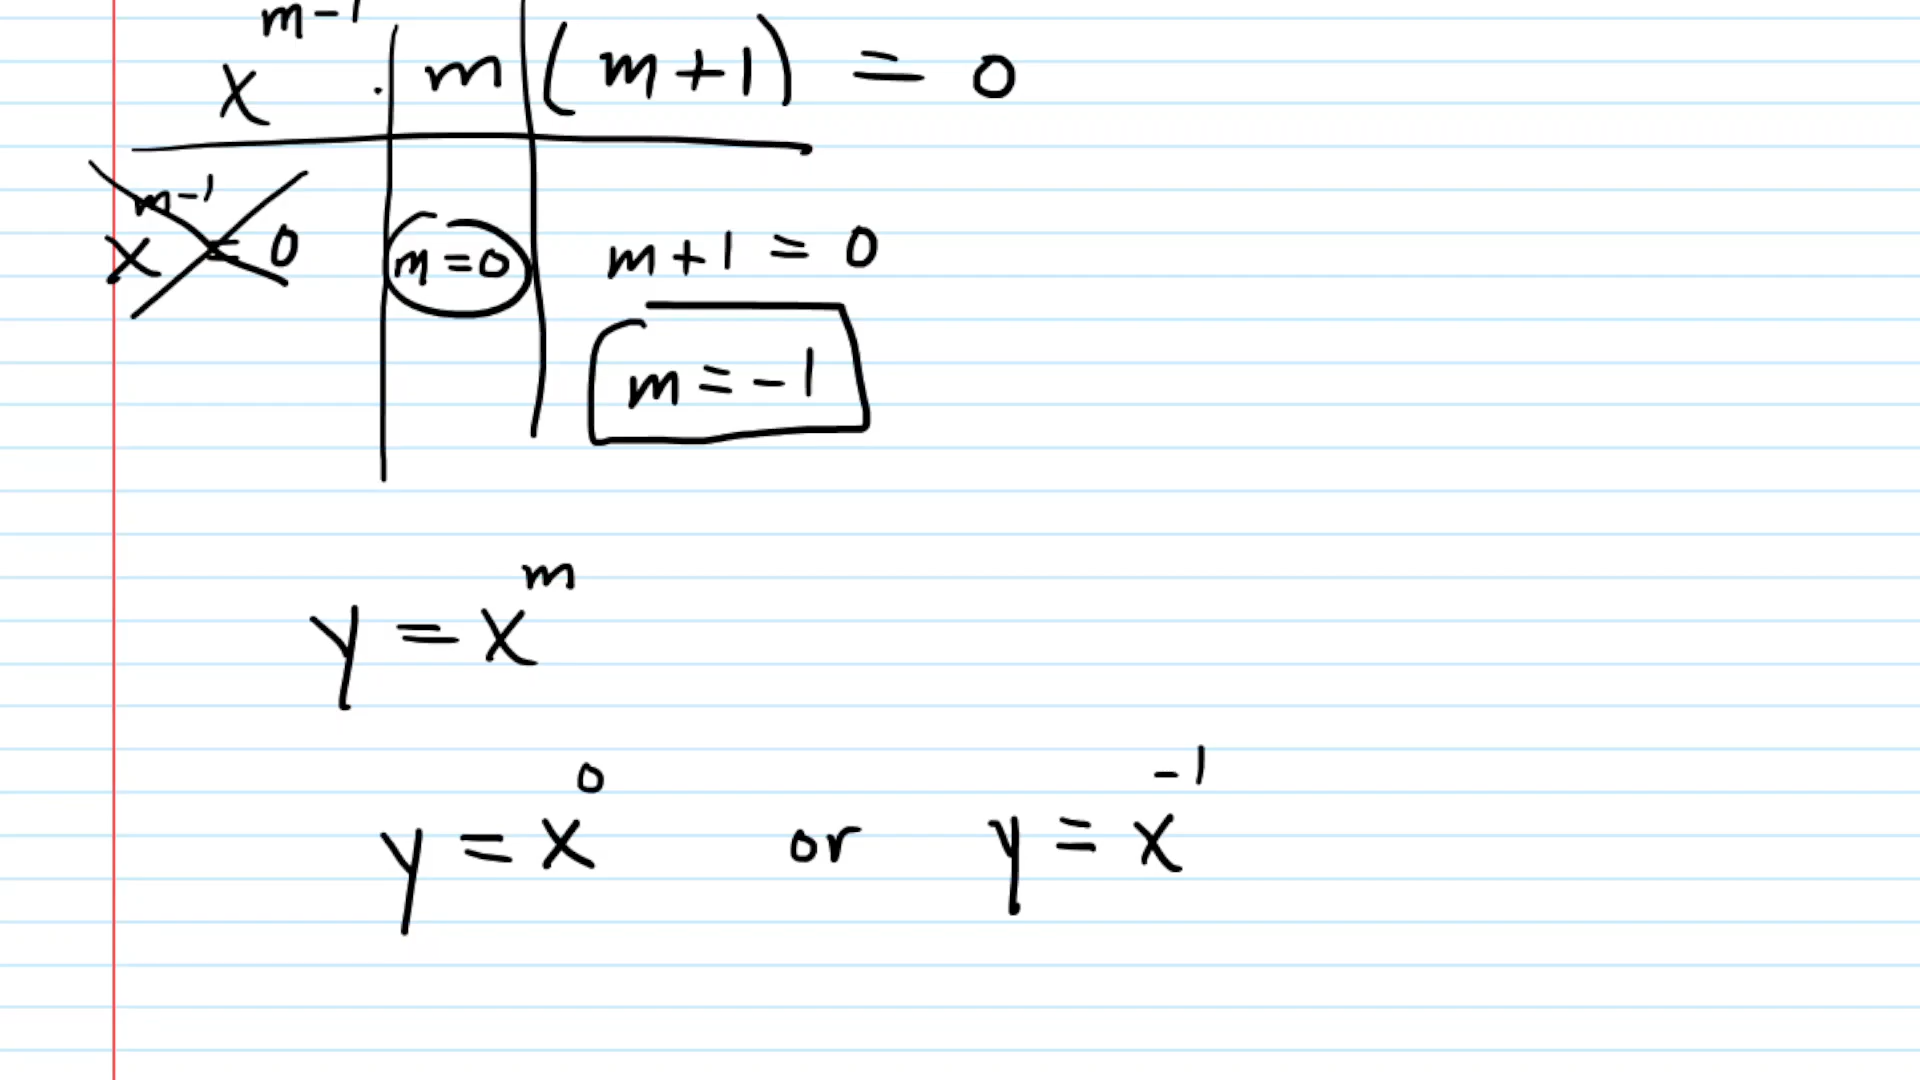 x^{m-1} · m (m+1) = 0
x^{m-1} = 0   m=0   m+1 = 0
m = -1
y = x^m
y = x^0   or   y = x^{-1}